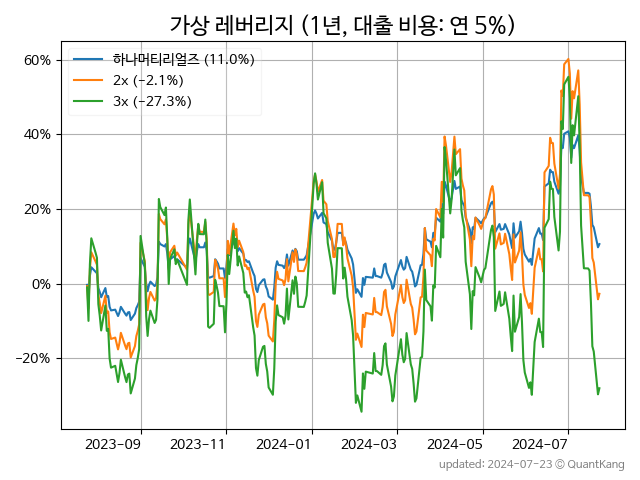 가상 레버리지 (1년, 대출 비용: 연 5%)
하나머티리얼즈 (11.0%)
2x (−2.1%)
3x (−27.3%)
60%
40%
20%
0%
−20%
2023−09
2023−11
2024−01
2024−03
2024−05
2024−07
updated: 2024-07-23 © QuantKang